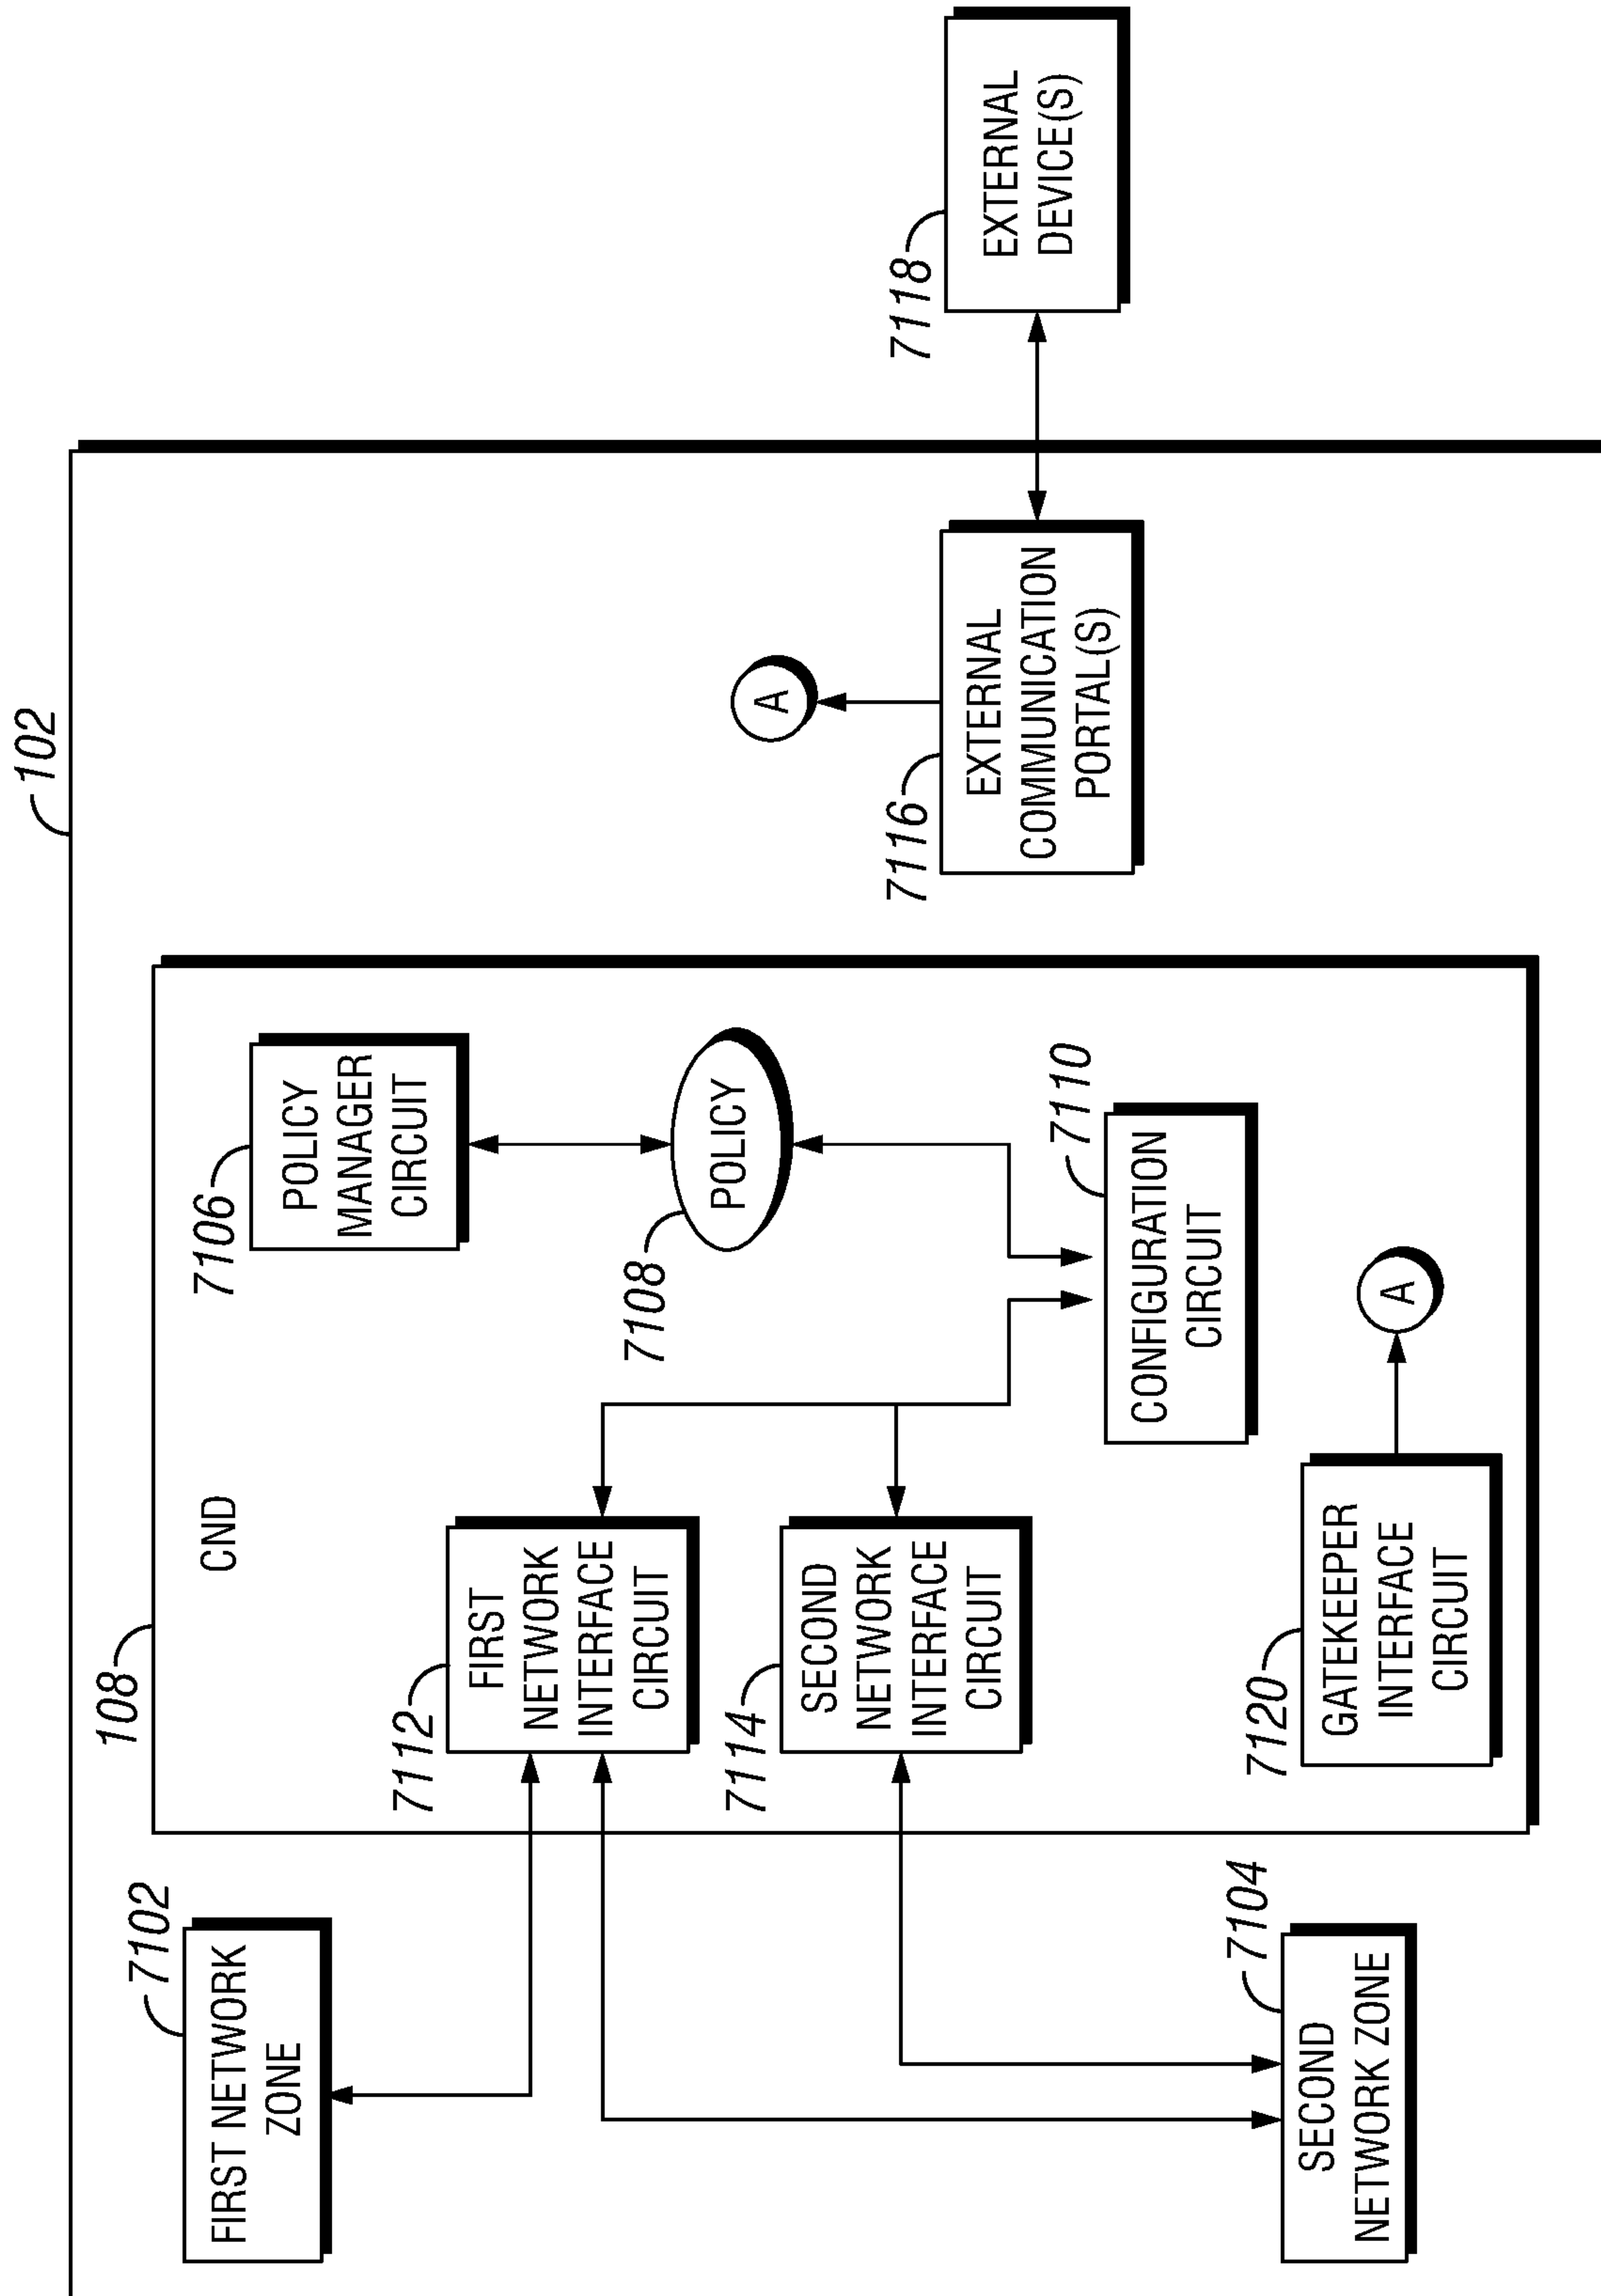 102
108
CND
7102
FIRST NETWORK
ZONE
7112
FIRST
NETWORK
INTERFACE
CIRCUIT
7106
POLICY
MANAGER
CIRCUIT
7108
POLICY
7114
SECOND
NETWORK
INTERFACE
CIRCUIT
7110
CONFIGURATION
CIRCUIT
7104
SECOND
NETWORK ZONE
7120
GATEKEEPER
INTERFACE
CIRCUIT
A
A
7116
EXTERNAL
COMMUNICATION
PORTAL(S)
7118
EXTERNAL
DEVICE(S)